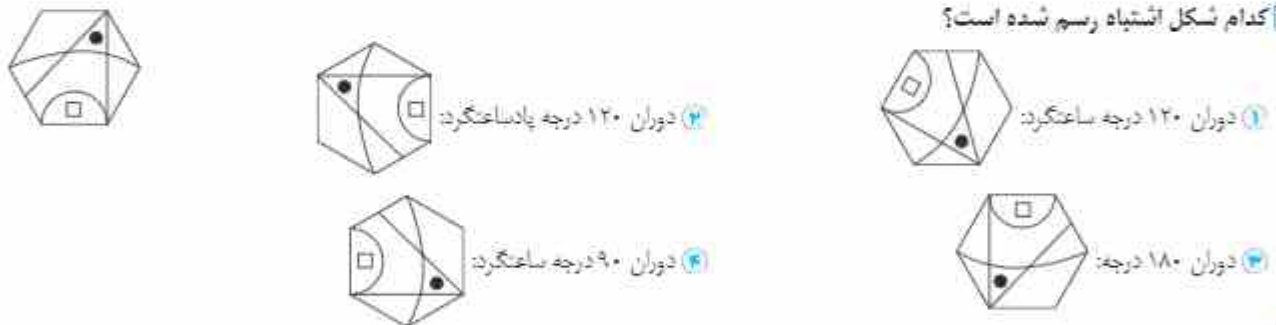 کدام شکل اشتباه رسم شده است؟
۱) دوران ۱۲۰ درجه ساعتگرد:
۲) دوران ۱۲۰ درجه پادساعتگرد:
۳) دوران ۱۸۰ درجه:
۴) دوران ۹۰ درجه ساعتگرد: